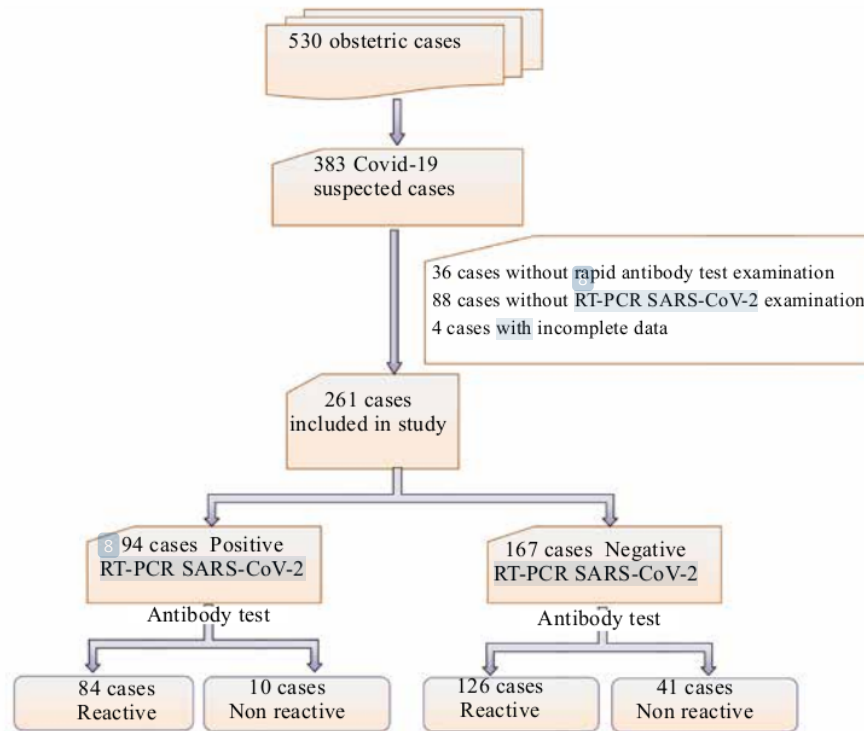 530 obstetric cases
383 Covid-19
suspected cases
36 cases without rapid antibody test examination
8
88 cases without RT-PCR SARS-CoV-2 examination
4 cases with incomplete data
261 cases
included in study
8 94 cases Positive
RT-PCR SARS-CoV-2
167 cases Negative
RT-PCR SARS-CoV-2
Antibody test
Antibody test
84 cases
Reactive
10 cases
Non reactive
126 cases
Reactive
41 cases
Non reactive